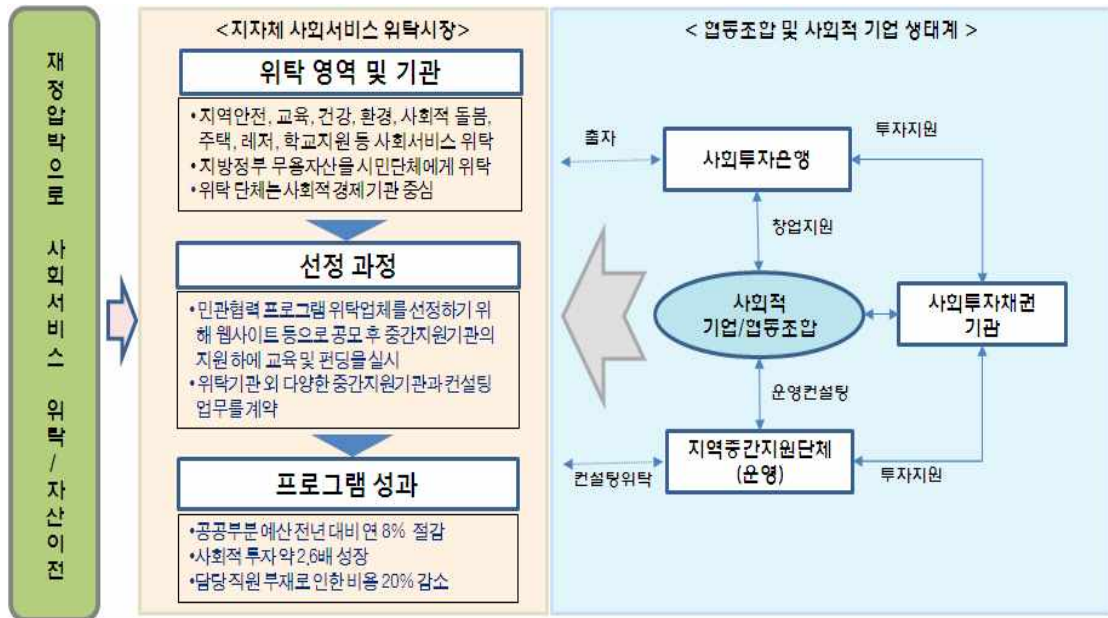 재정압박으로 사회서비스 위탁/자산이전
<지자체 사회서비스 위탁시장>
위탁 영역 및 기관
•지역안전, 교육, 건강, 환경, 사회적 돌봄,
주택, 레저, 학교지원 등 사회서비스 위탁
•지방정부 무용자산을 시민단체에게 위탁
•위탁 단체는 사회적경제기관 중심
선정 과정
•민관협력 프로그램 위탁업체를 선정하기 위
해 웹사이트 등으로 공모 후 중간지원기관의
지원 하에 교육 및 펀딩을 실시
•위탁기관 외 다양한 중간지원기관과 컨설팅
업무를 계약
프로그램 성과
•공공부분 예산 전년 대비 연 8% 절감
•사회적 투자 약 2.6배 성장
•담당 직원 부재로 인한 비용 20% 감소
< 협동조합 및 사회적 기업 생태계 >
출자
사회투자은행
투자지원
창업지원
사회적
기업/협동조합
사회투자채권
기관
운영컨설팅
컨설팅위탁
지역중간지원단체
(운영)
투자지원